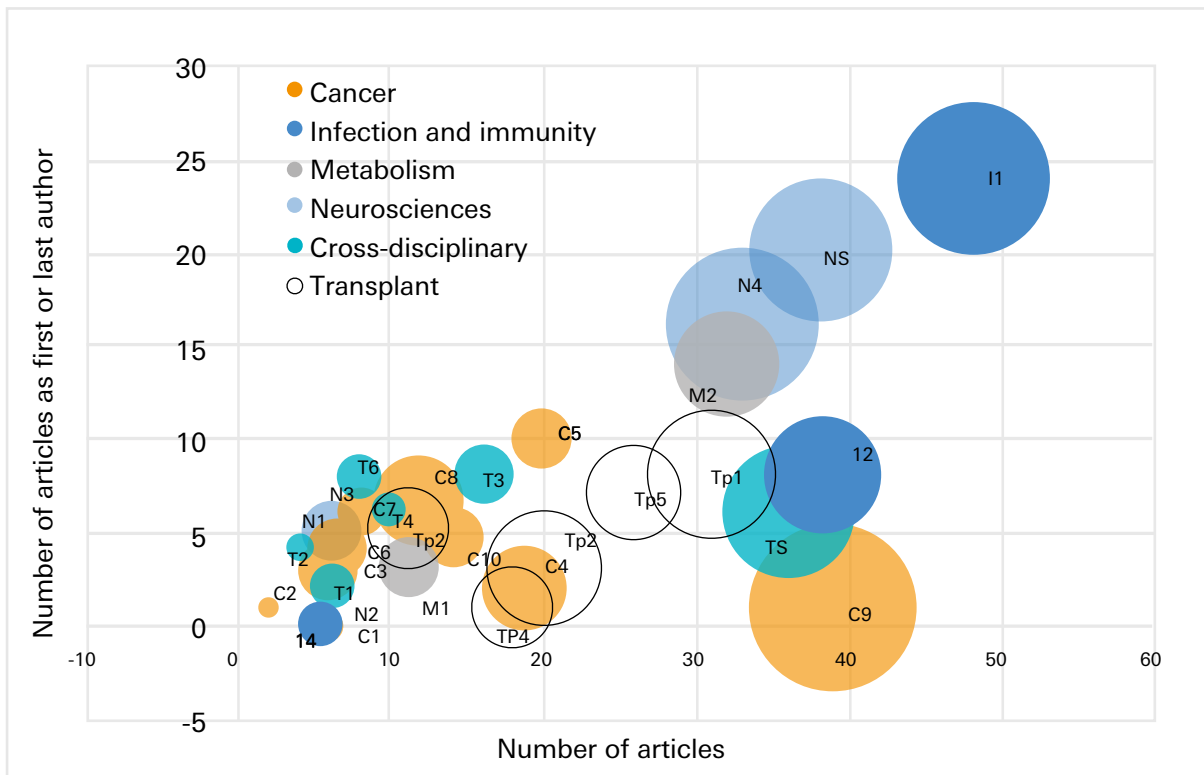 30
Cancer
Infection and immunity
25
I1
Metabolism
Neurosciences
20
NS
Cross-disciplinary
N4
Transplant
15
M2
10
C5
12
T6
C8
T3
Tp1
N3
Tp5
C7
N1
T4
5
Tp2
Tp2
TS
C6
C10
T2
C4
C3
C2
T1
M1
N2
C9
0
14
C1
TP4
-10
0
10
20
30
40
50
60
-5
Number of articles
Number of articles as first or last author